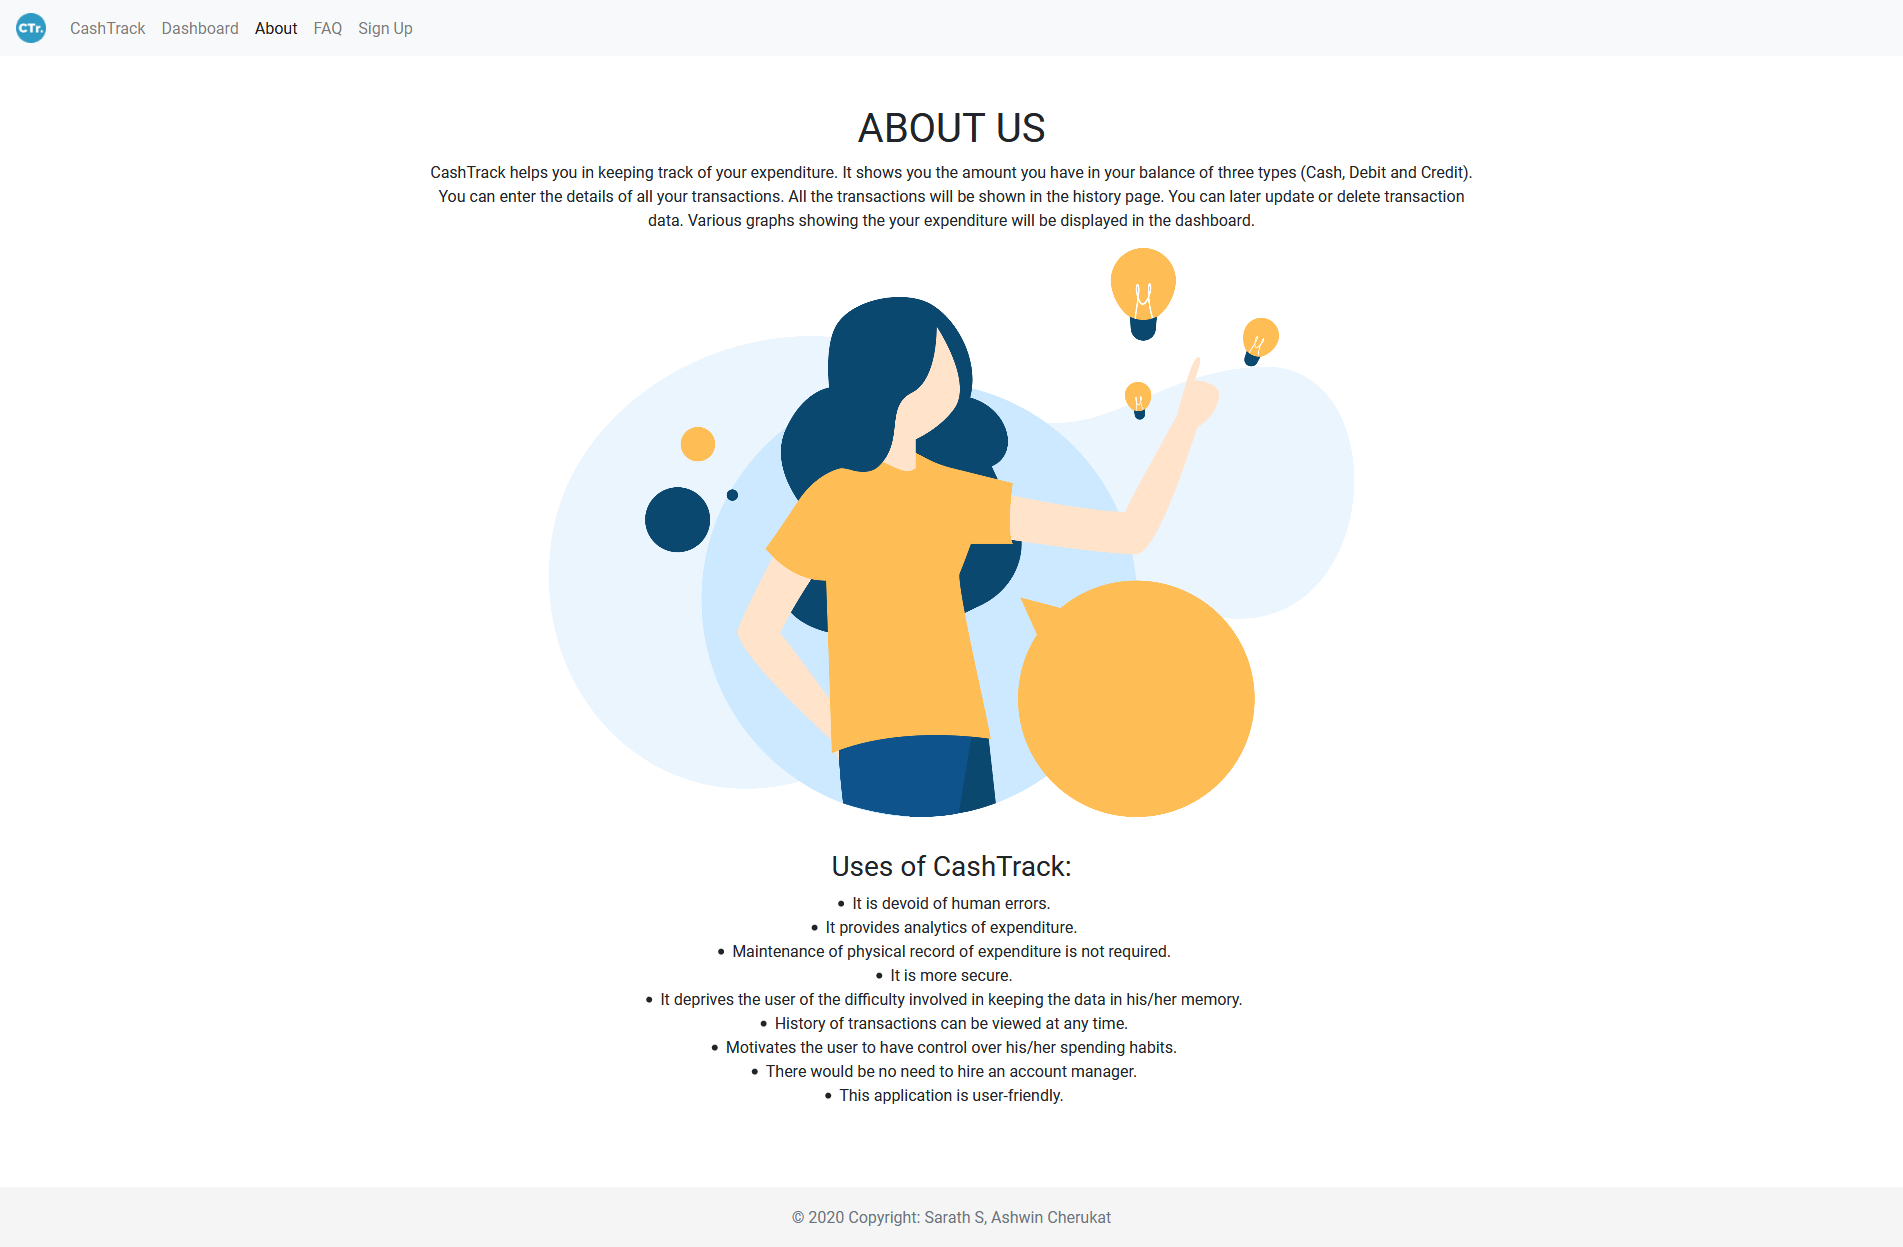 CTr.
CashTrack Dashboard About FAQ Sign Up
ABOUT US
CashTrack helps you in keeping track of your expenditure. It shows you the amount you have in your balance of three types (Cash, Debit and Credit).
You can enter the details of all your transactions. All the transactions will be shown in the history page. You can later update or delete transaction
data. Various graphs showing the your expenditure will be displayed in the dashboard.
Uses of CashTrack:
• It is devoid of human errors.
• It provides analytics of expenditure.
• Maintenance of physical record of expenditure is not required.
• It is more secure.
• It deprives the user of the difficulty involved in keeping the data in his/her memory.
• History of transactions can be viewed at any time.
• Motivates the user to have control over his/her spending habits.
• There would be no need to hire an account manager.
• This application is user-friendly.
© 2020 Copyright: Sarath S, Ashwin Cherukat